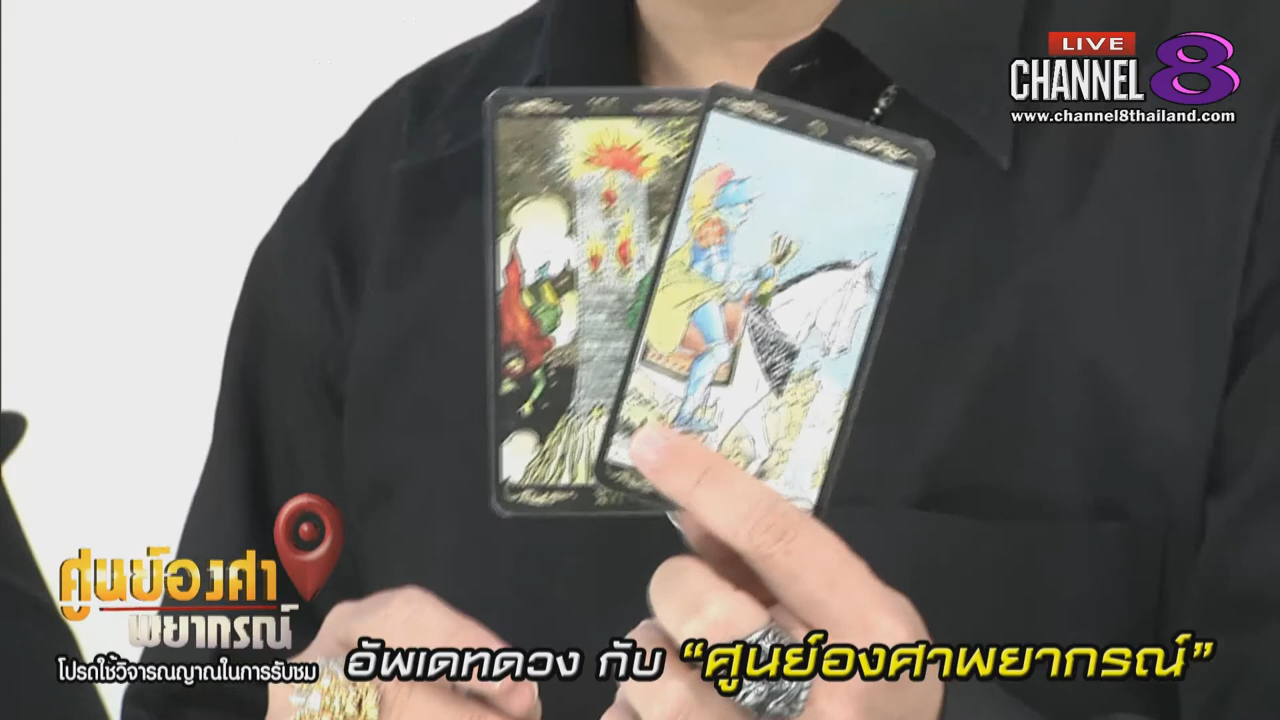 LIVE
CHANNEL 8
www.channel8thailand.com
ศูนย์องศา
พยากรณ์
โปรดใช้วิจารณญาณในการรับชม
อัพเดทดวง กับ “ศูนย์องศาพยากรณ์”